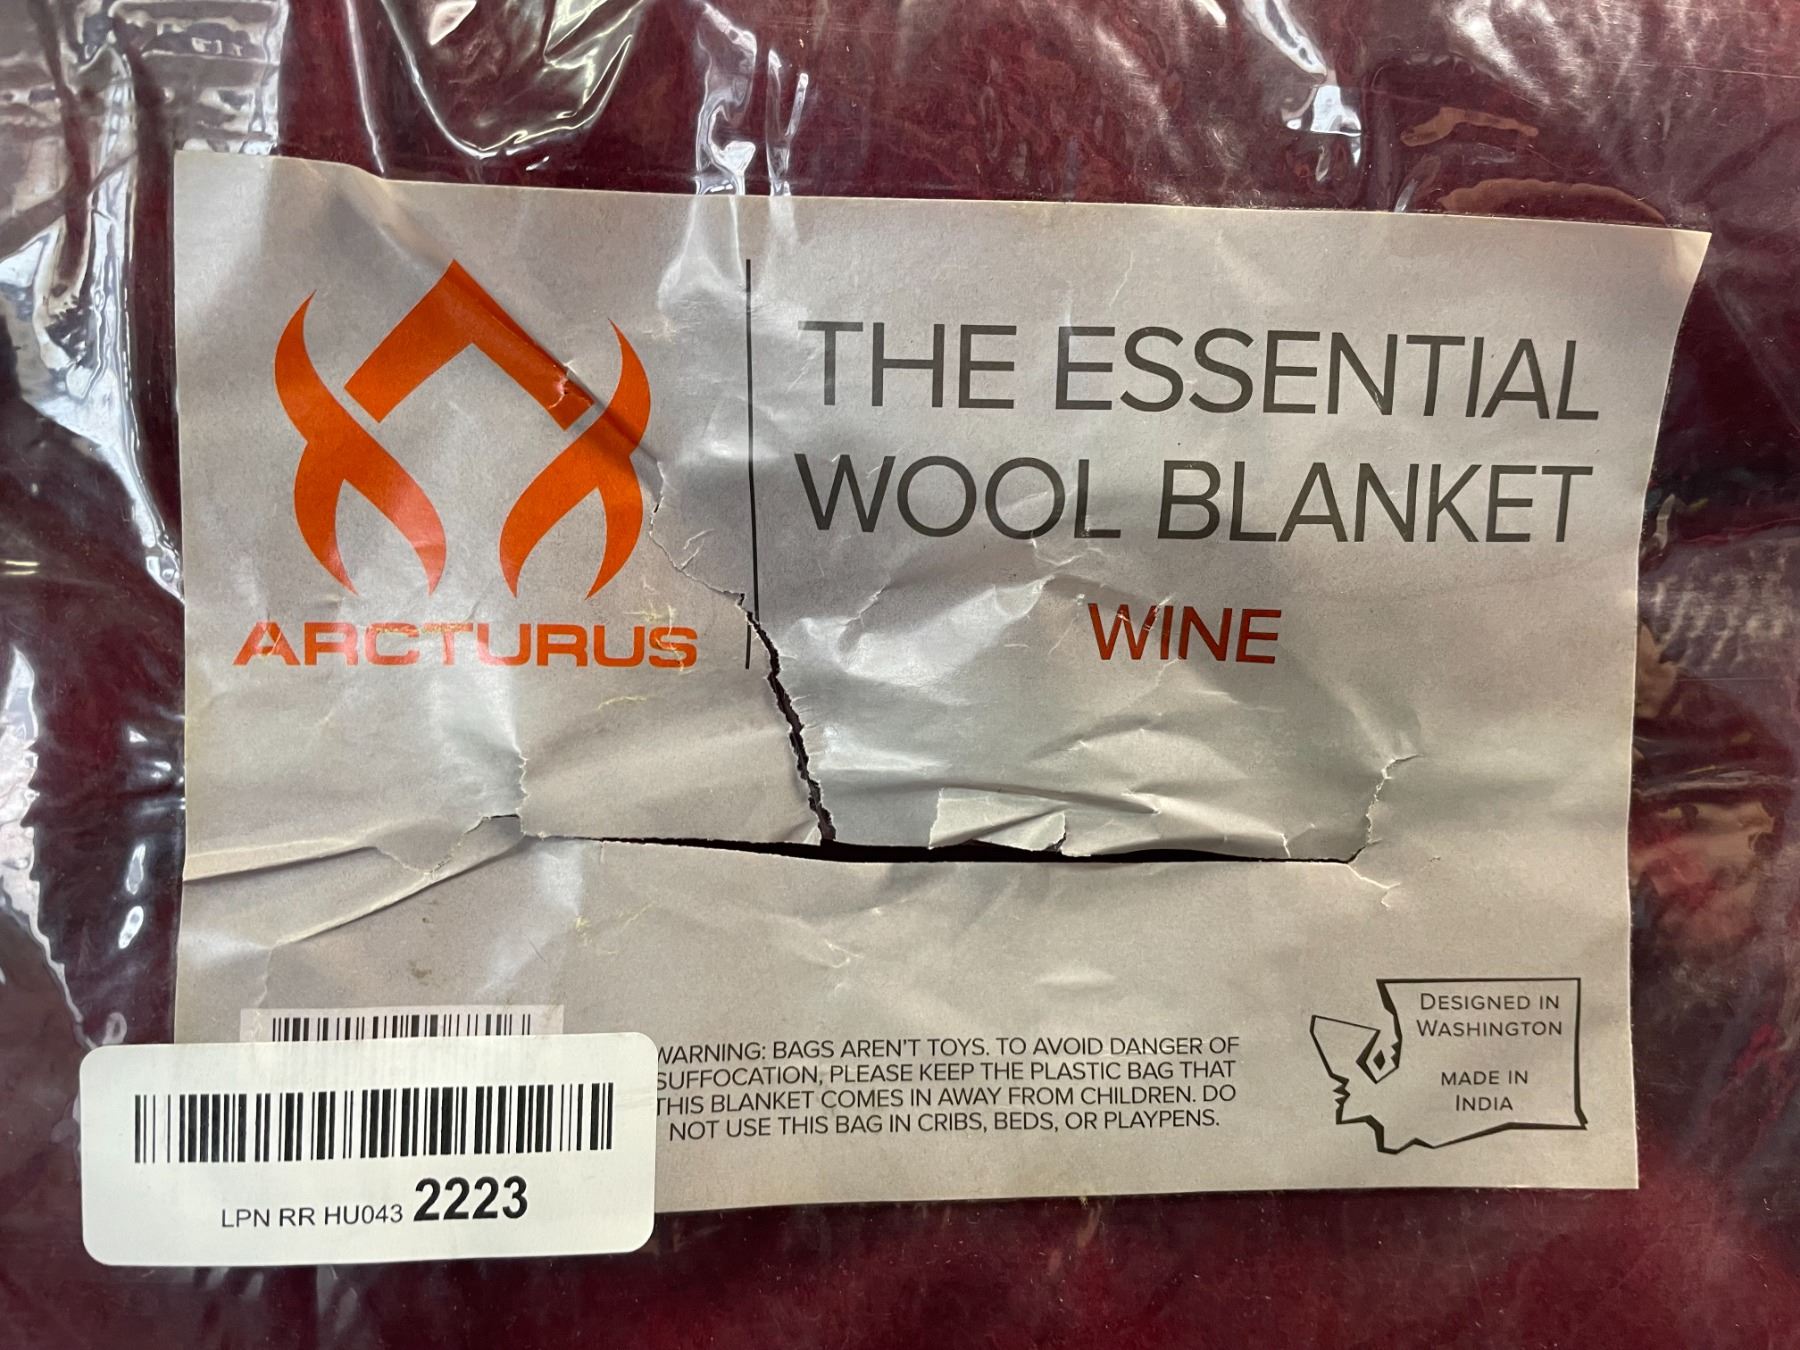 ARCTURUS
THE ESSENTIAL
WOOL BLANKET
WINE
WARNING: BAGS AREN'T TOYS. TO AVOID DANGER OF
SUFFOCATION, PLEASE KEEP THE PLASTIC BAG THAT
THIS BLANKET COMES IN AWAY FROM CHILDREN. DO
NOT USE THIS BAG IN CRIBS, BEDS, OR PLAYPENS.
DESIGNED IN
WASHINGTON
MADE IN
INDIA
LPN RR HU043 2223